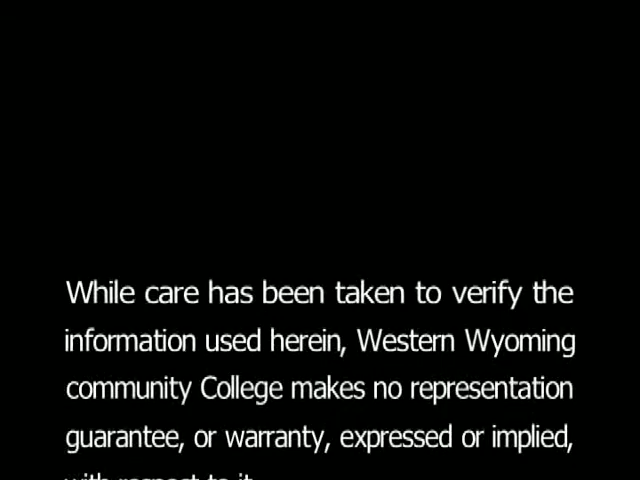 While care has been taken to verify the
information used herein, Western Wyoming
community College makes no representation
guarantee, or warranty, expressed or implied,
with respect to it